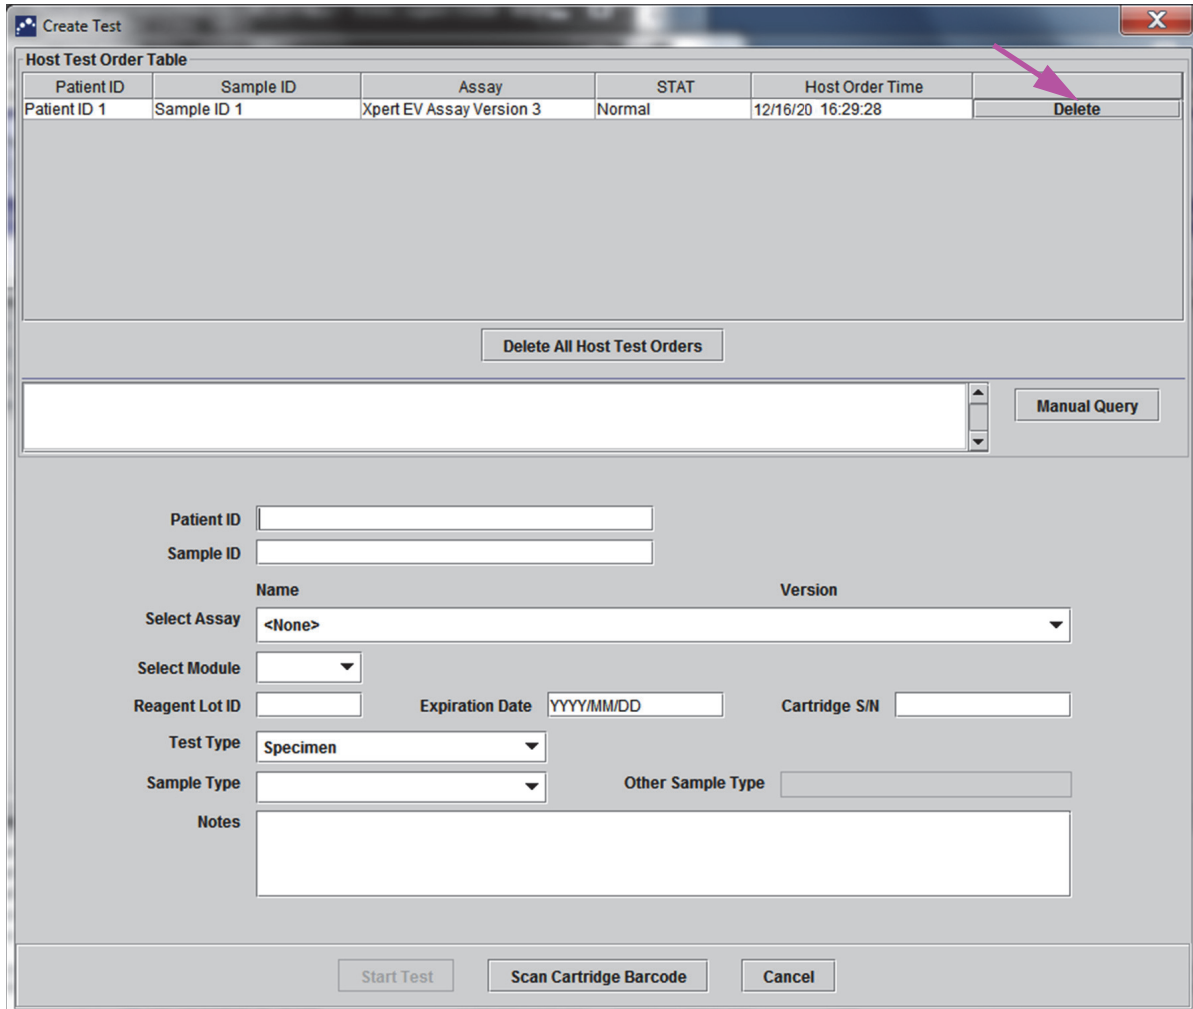 Create Test
Host Test Order Table
Patient ID Sample ID Assay STAT Host Order Time
Patient ID 1 Sample ID 1 Xpert EV Assay Version 3 Normal 12/16/20 16:29:28 Delete
Delete All Host Test Orders
Manual Query
Patient ID
Sample ID
Name Version
Select Assay <None>
Select Module
Reagent Lot ID Expiration Date YYYY/MM/DD Cartridge S/N
Test Type Specimen
Sample Type Other Sample Type
Notes
Start Test Scan Cartridge Barcode Cancel